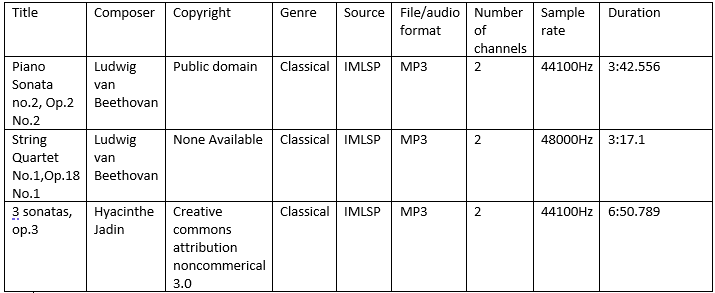 Title Composer Copyright Genre Source File/audio format Number of channels Sample rate Duration
Piano Sonata no.2, Op.2 No.2 Ludwig van Beethovan Public domain Classical IMLSP MP3 2 44100Hz 3:42.556
String Quartet No.1,Op.18 No.1 Ludwig van Beethovan None Available Classical IMLSP MP3 2 48000Hz 3:17.1
3 sonatas, op.3 Hyacinthe Jadin Creative commons attribution noncommerical 3.0 Classical IMLSP MP3 2 44100Hz 6:50.789